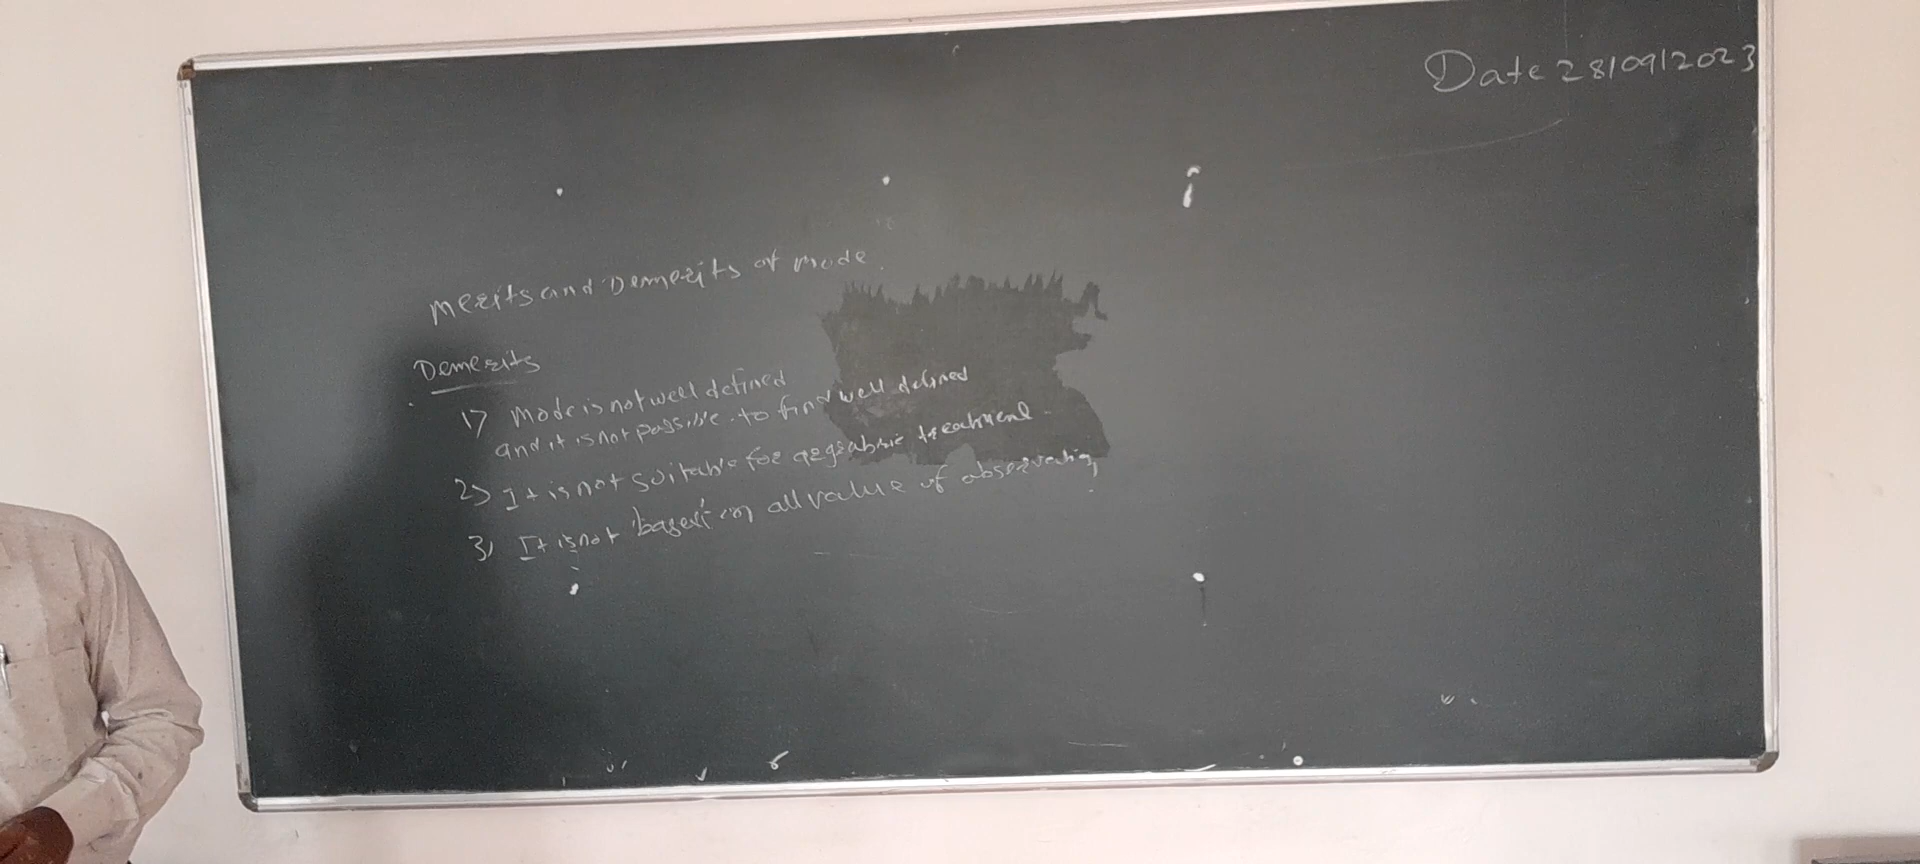 Date 28/09/2023
Merits and Demerits of mode
Demerits
1) Mode is not well defined
and it is not possible. to find well defined
2) It is not suitable for aegeabric treatment.
3) It is not based on all value of observation